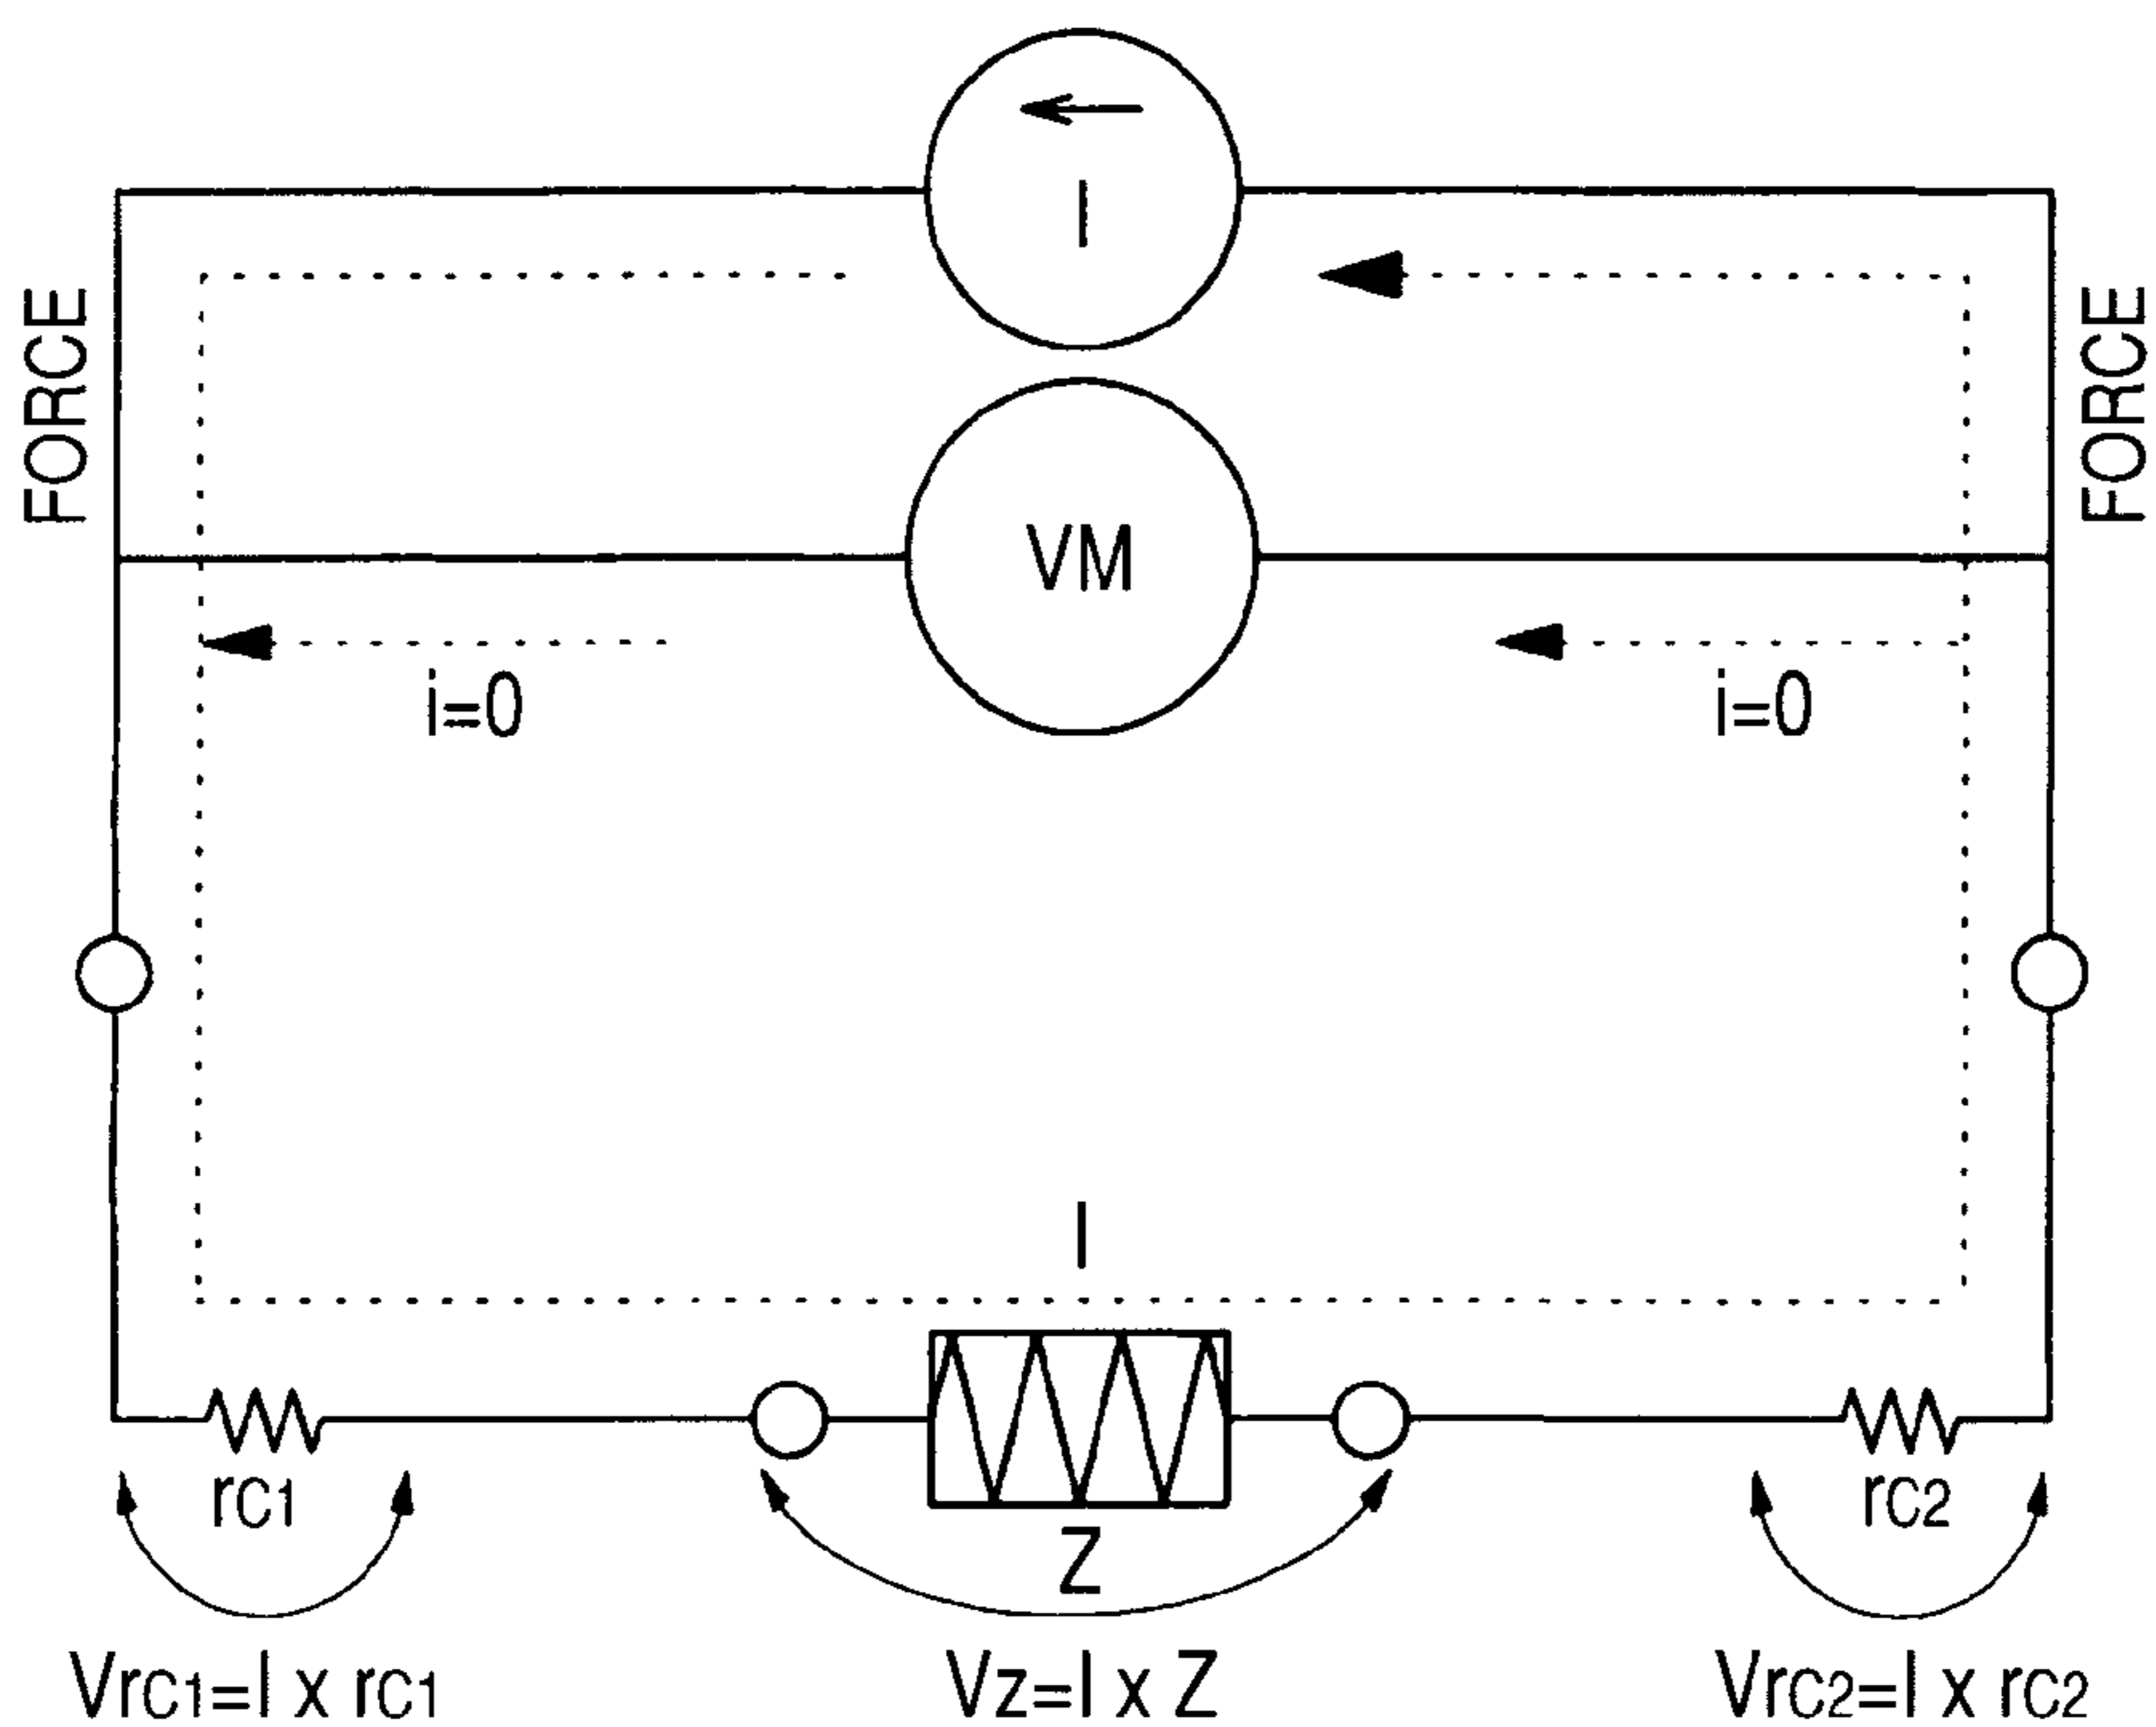 I
FORCE
FORCE
VM
i=0
i=0
I
rC1
Z
rC2
VrC1=I x rC1
Vz=I x Z
VrC2=I x rC2